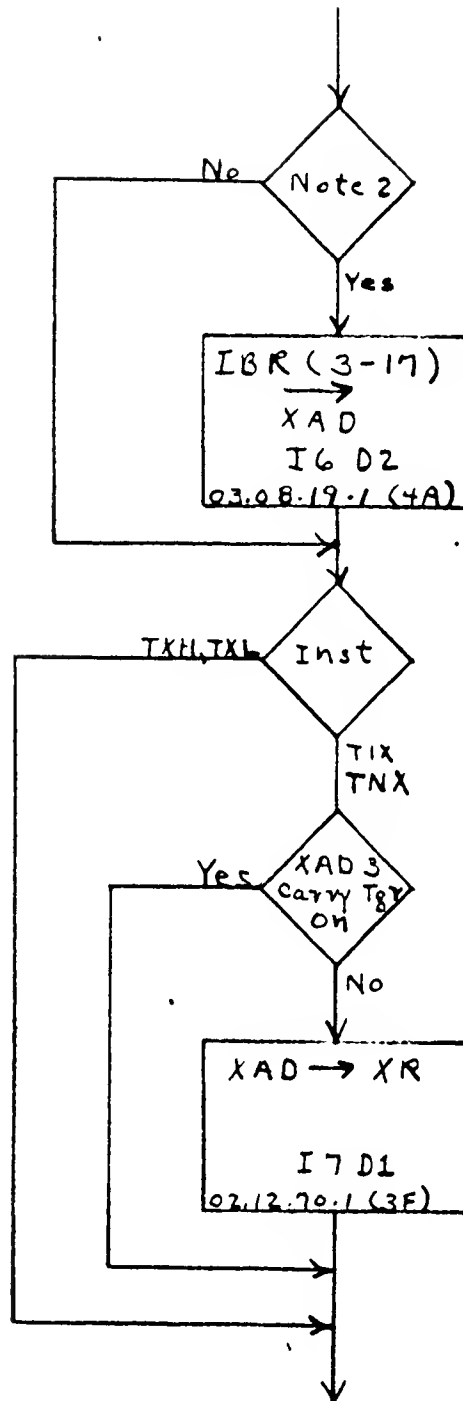 No
Note 2
Yes
IBR (3-17)
→
XAD
I6 D2
03.08.19.1 (4A)
TXH, TXL
Inst
TIX
TNX
Yes
XAD 3
Carry Tgr
On
No
XAD → XR
I7 D1
02.12.70.1 (3F)